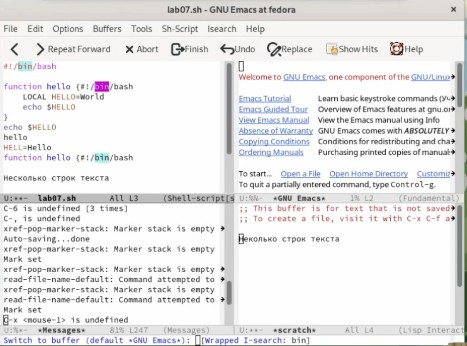 lab07.sh - GNU Emacs at fedora
File Edit Options Buffers Tools Sh-Script Isearch Help
Repeat Forward Abort Finish Undo Replace Show Hits Help
#!/bin/bash
function hello {#!/bin/bash
LOCAL HELLO=World
echo $HELLO
}
echo $HELLO
hello
HELL=Hello
function hello {#!/bin/bash
Несколько строк текста
U:**- lab07.sh All L3 (Shell-script[s
Welcome to GNU Emacs, one component of the GNU/Linux
Emacs Tutorial Learn basic keystroke commands (Уч
Emacs Guided Tour Overview of Emacs features at gnu.or
View Emacs Manual View the Emacs manual using Info
Absence of Warranty GNU Emacs comes with ABSOLUTELY
Copying Conditions Conditions for redistributing and cha
Ordering Manuals Purchasing printed copies of manuals
To start... Open a File Open Home Directory Customiz
To quit a partially entered command, type Control-g.
U:%%- *GNU Emacs* 1% L2 (Fundamental)
C-6 is undefined [3 times]
C-, is undefined
xref-pop-marker-stack: Marker stack is empty
Auto-saving...done
xref-pop-marker-stack: Marker stack is empty
Mark set
xref-pop-marker-stack: Marker stack is empty
read-file-name-default: Command attempted to
xref-pop-marker-stack: Marker stack is empty
read-file-name-default: Command attempted to
Mark set
C-x <mouse-1> is undefined
U:%*- *Messages* 81% L247 (Messages)
;; This buffer is for text that is not saved
;; To create a file, visit it with C-x C-f a
Неколько строк текста
U:**- *scratch* All L4 (Lisp Interact
Switch to buffer (default *GNU Emacs*): [(Wrapped I-search: bin]